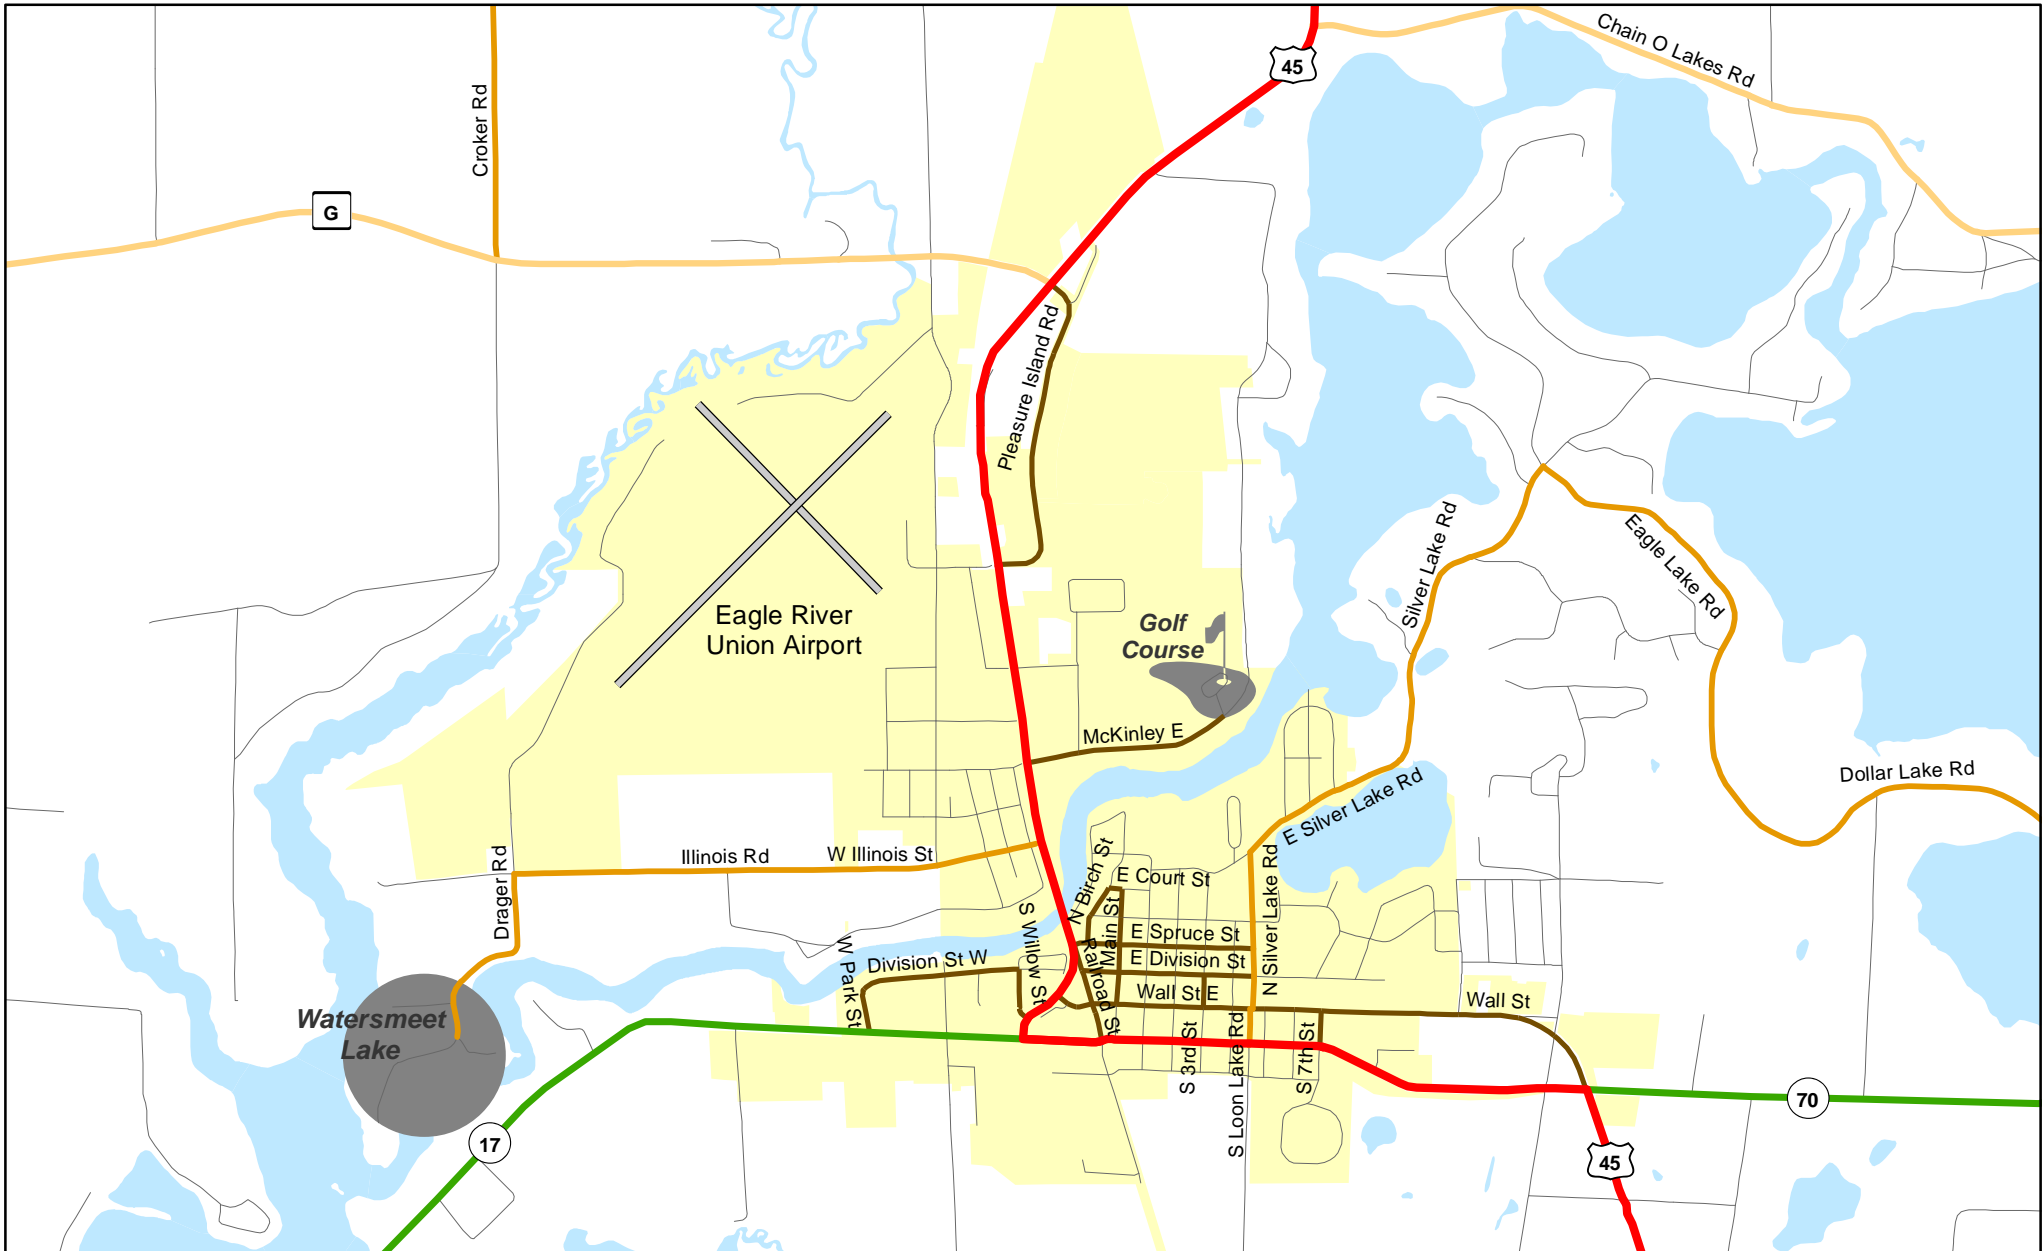 Chain O Lakes Rd
45
Croker Rd
G
Pleasure Island Rd
Silver Lake Rd
Eagle Lake Rd
Eagle River
Union Airport
Golf
Course
McKinley E
Dollar Lake Rd
E Silver Lake Rd
Illinois Rd
W Illinois St
Drager Rd
N Birch St
E Court St
N Silver Lake Rd
S Willow St
Main St
E Spruce St
W Park St
Division St W
Railroad St
E Division St
Wall St E
Wall St
Watersmeet
Lake
S 3rd St
S Loon Lake Rd
S 7th St
70
17
45